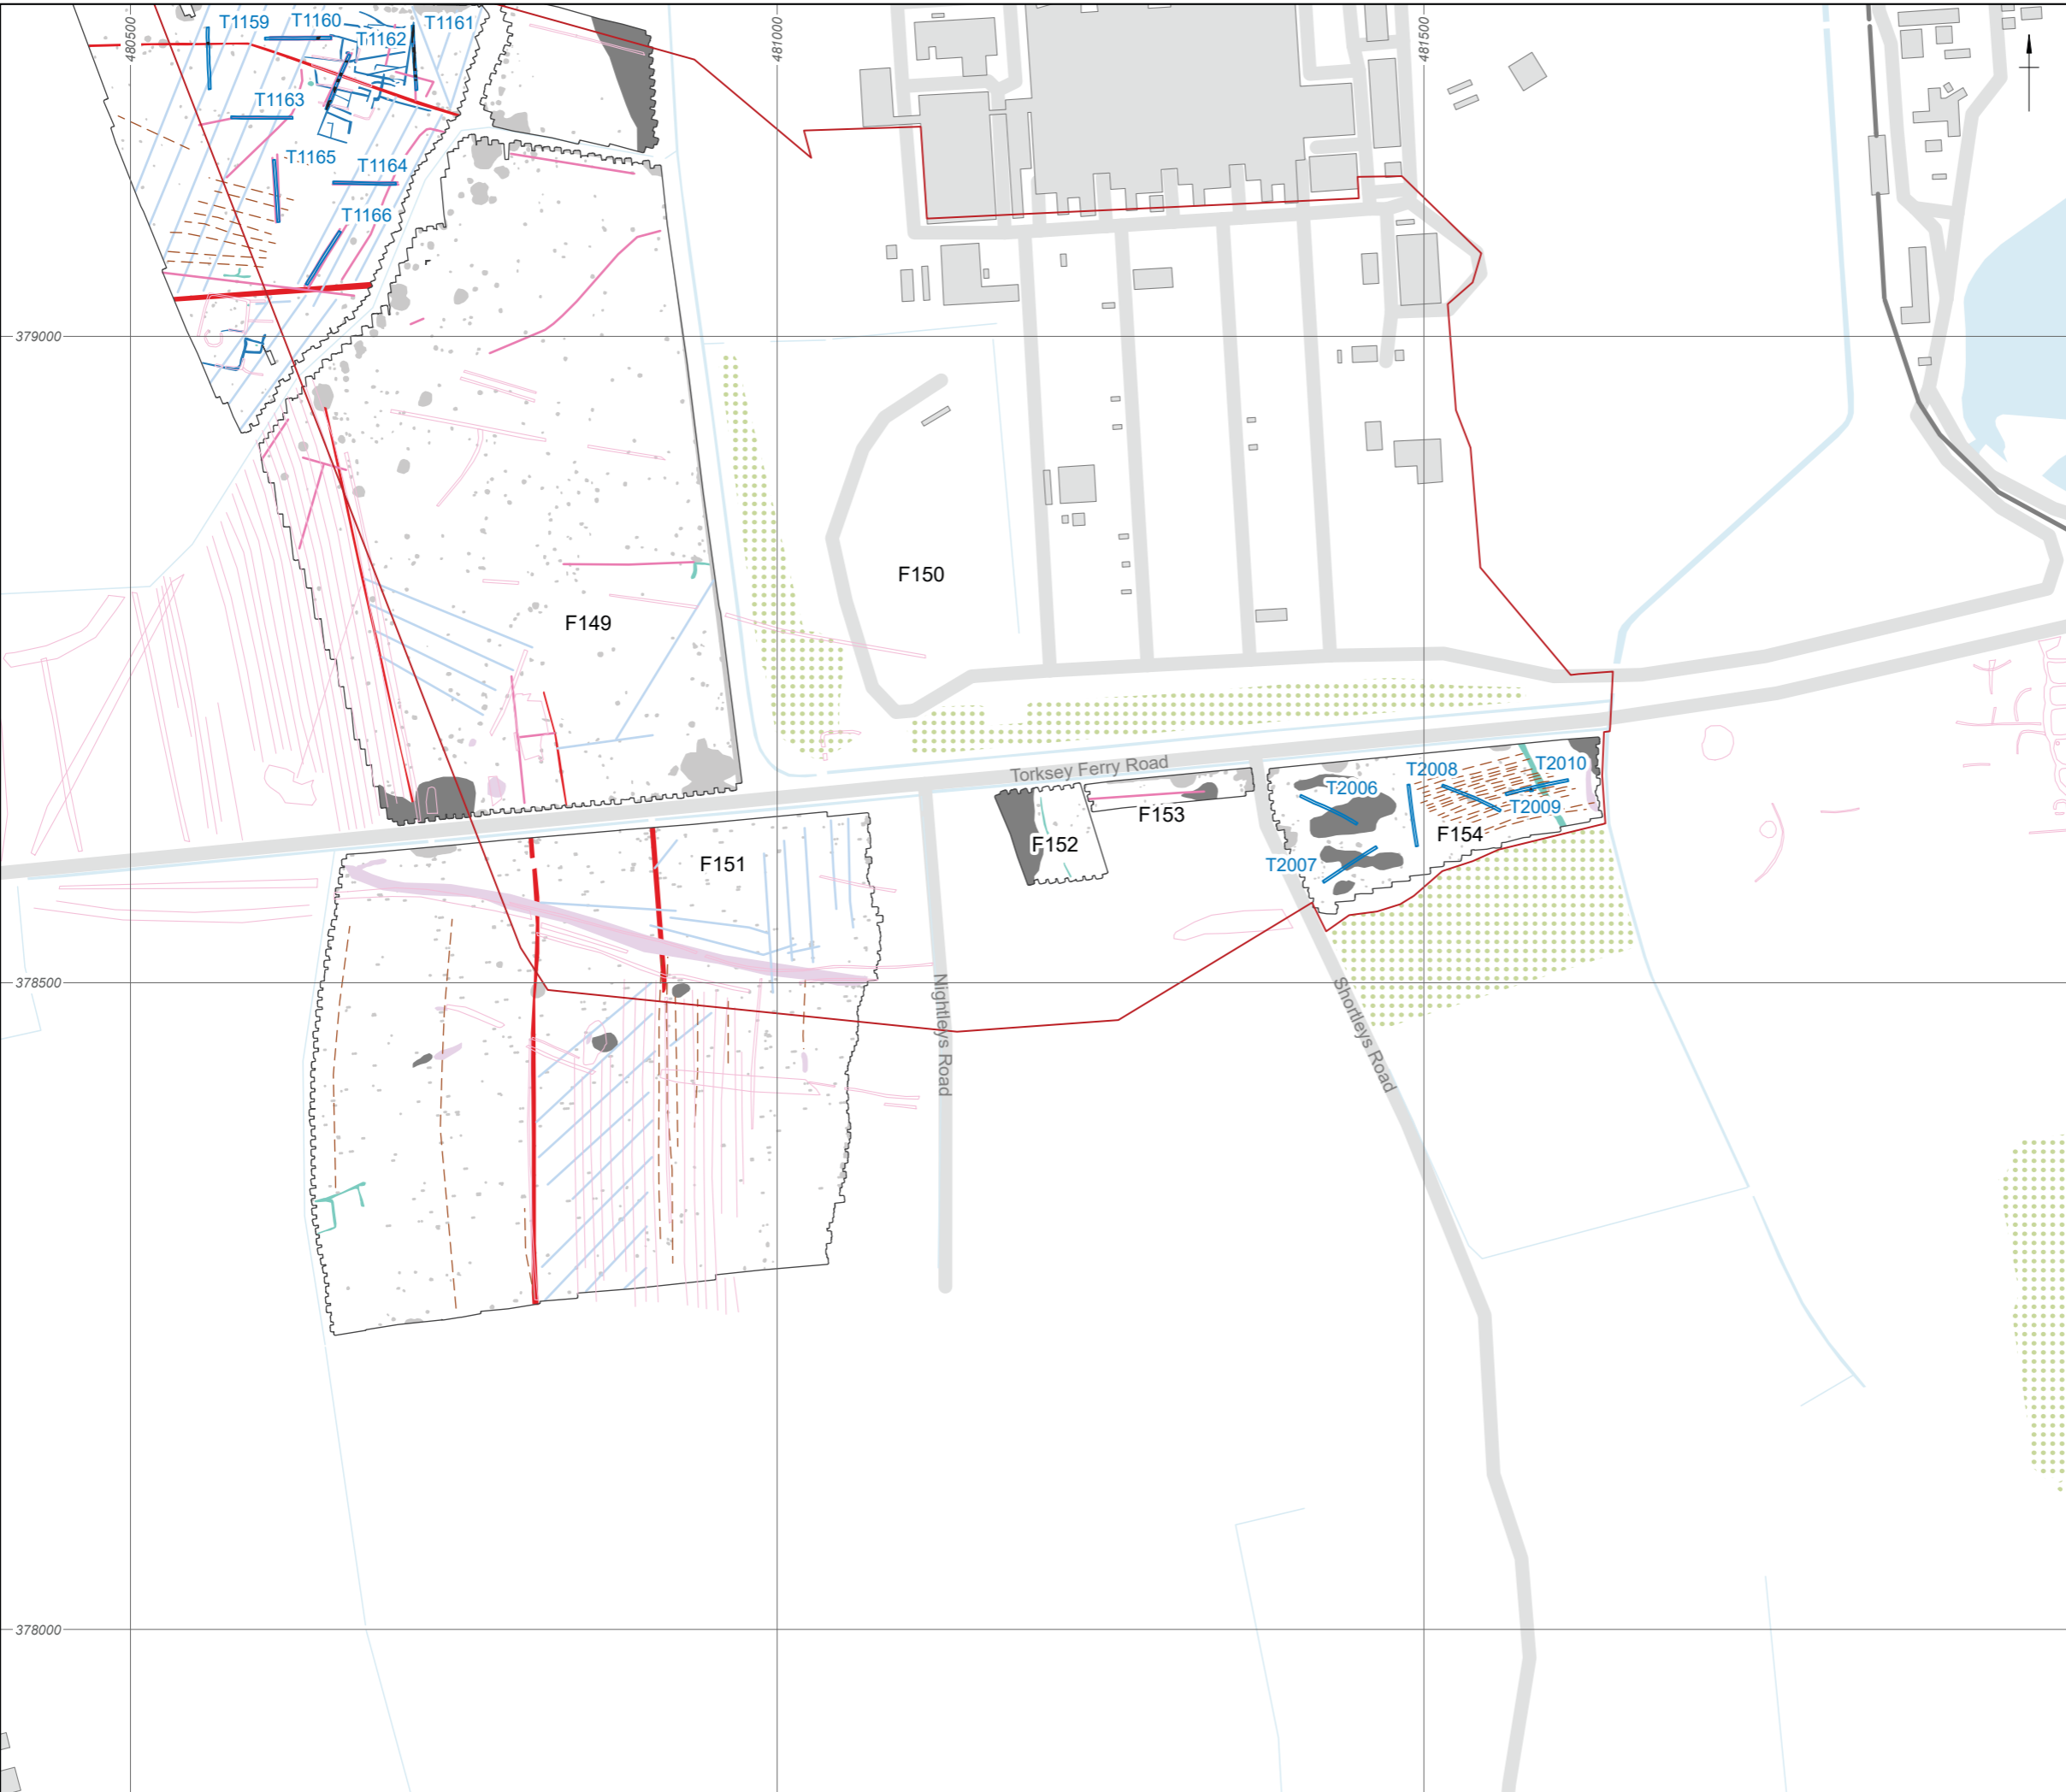 480500
481000
481500
T1159
T1160
T1161
T1162
T1163
T1165
T1164
T1166
379000
F150
F149
Torksey Ferry Road
T2006
T2008
T2010
T2009
F153
F154
F152
F151
T2007
378500
Nightleys Road
Shortleys Road
378000